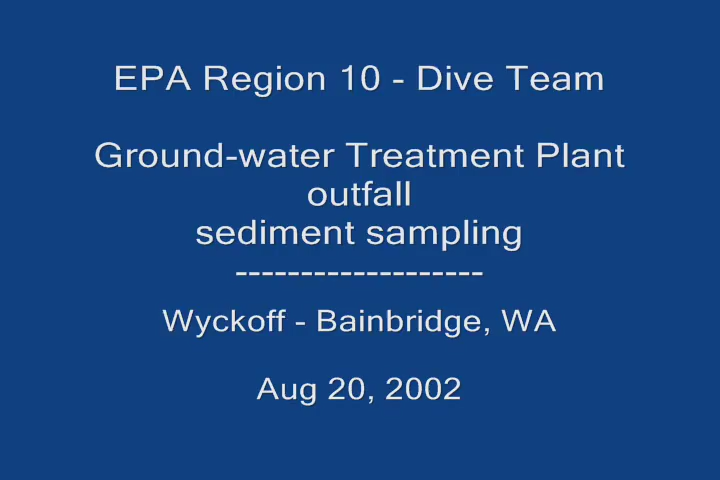 EPA Region 10 - Dive Team
Ground-water Treatment Plant
outfall
sediment sampling
-------------------
Wyckoff - Bainbridge, WA
Aug 20, 2002